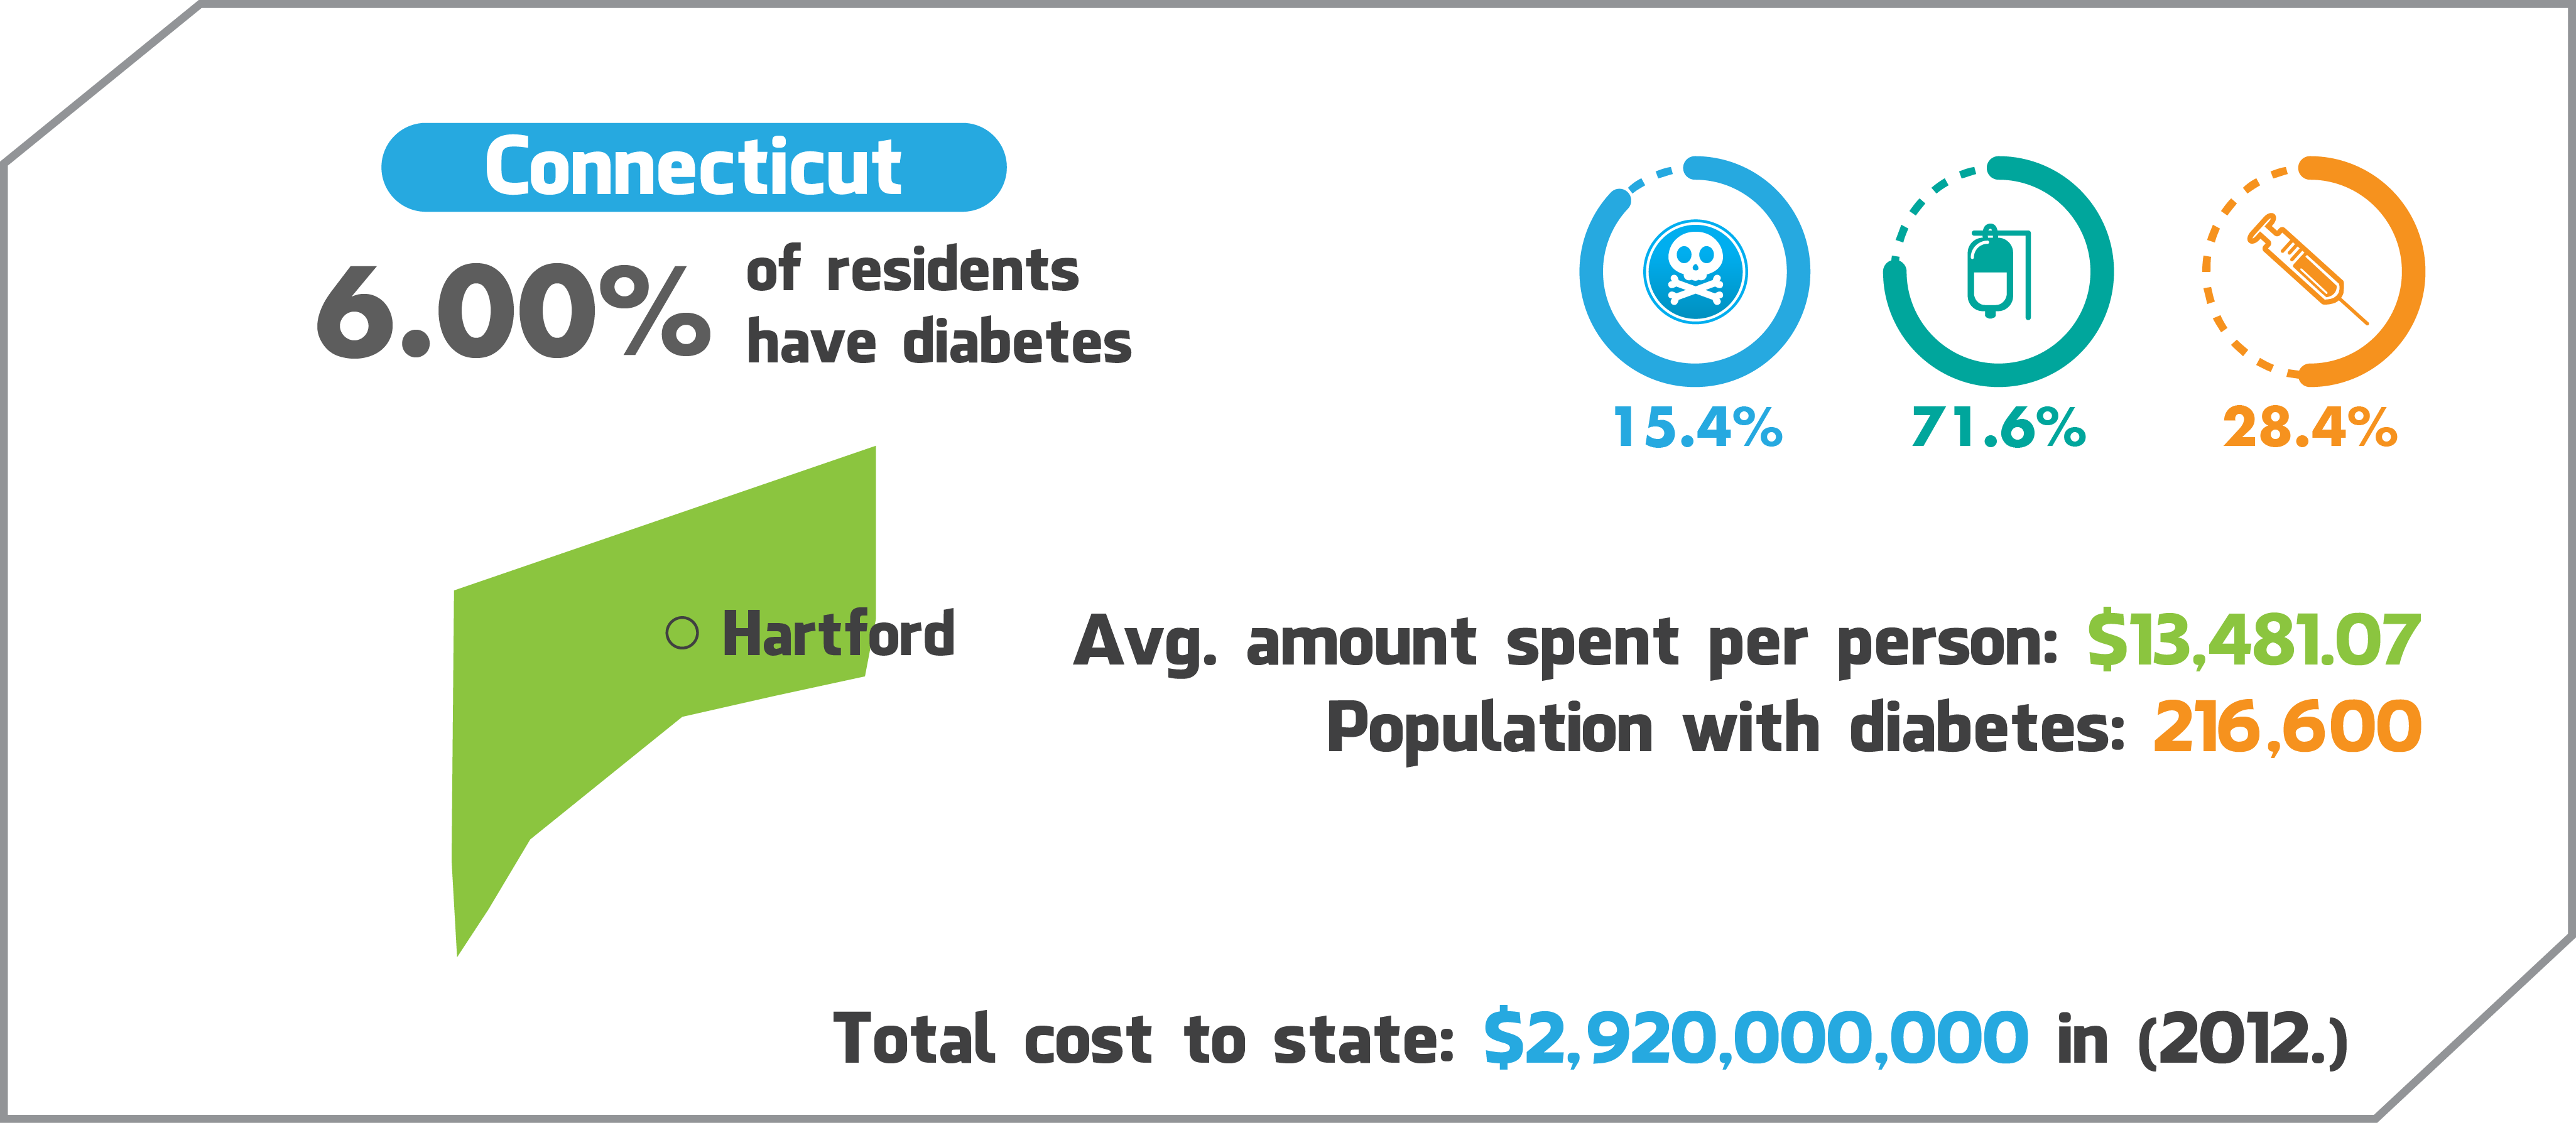 Connecticut
6.00%
of residents
have diabetes
15.4%
71.6%
28.4%
Hartford
Avg. amount spent per person: $13,481.07
Population with diabetes: 216,600
Total cost to state: $2,920,000,000 in (2012.)